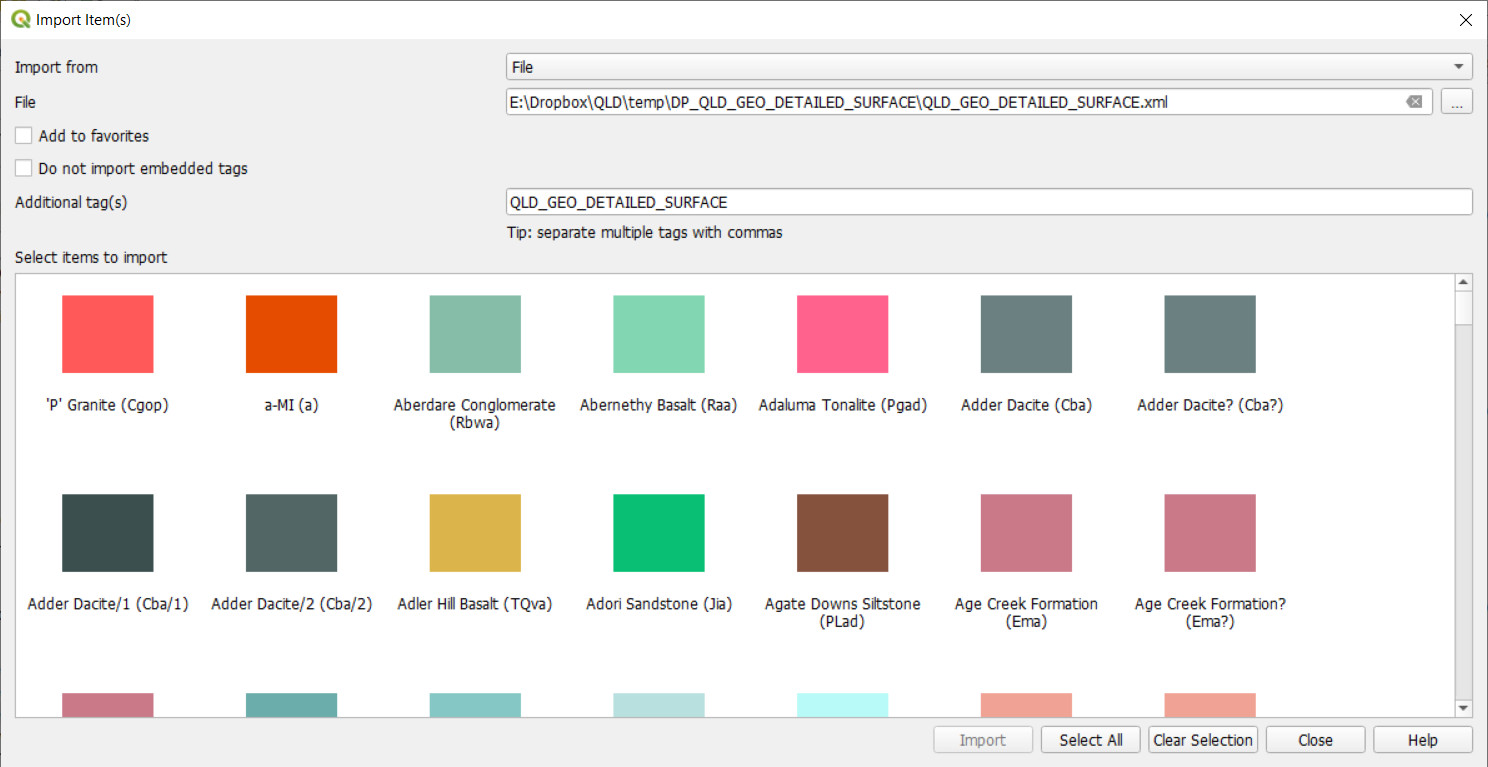 Import Item(s)
Import from
File
File
E:\Dropbox\QLD\temp\DP_QLD_GEO_DETAILED_SURFACE\QLD_GEO_DETAILED_SURFACE.xml
...
Add to favorites
Do not import embedded tags
Additional tag(s)
QLD_GEO_DETAILED_SURFACE
Tip: separate multiple tags with commas
Select items to import
'P' Granite (Cgop)
a-MI (a)
Aberdare Conglomerate
(Rbwa)
Abernethy Basalt (Raa)
Adaluma Tonalite (Pgad)
Adder Dacite (Cba)
Adder Dacite? (Cba?)
Adder Dacite/1 (Cba/1)
Adder Dacite/2 (Cba/2)
Adler Hill Basalt (TQva)
Adori Sandstone (Jia)
Agate Downs Siltstone
(PLad)
Age Creek Formation
(Ema)
Age Creek Formation?
(Ema?)
Import
Select All
Clear Selection
Close
Help